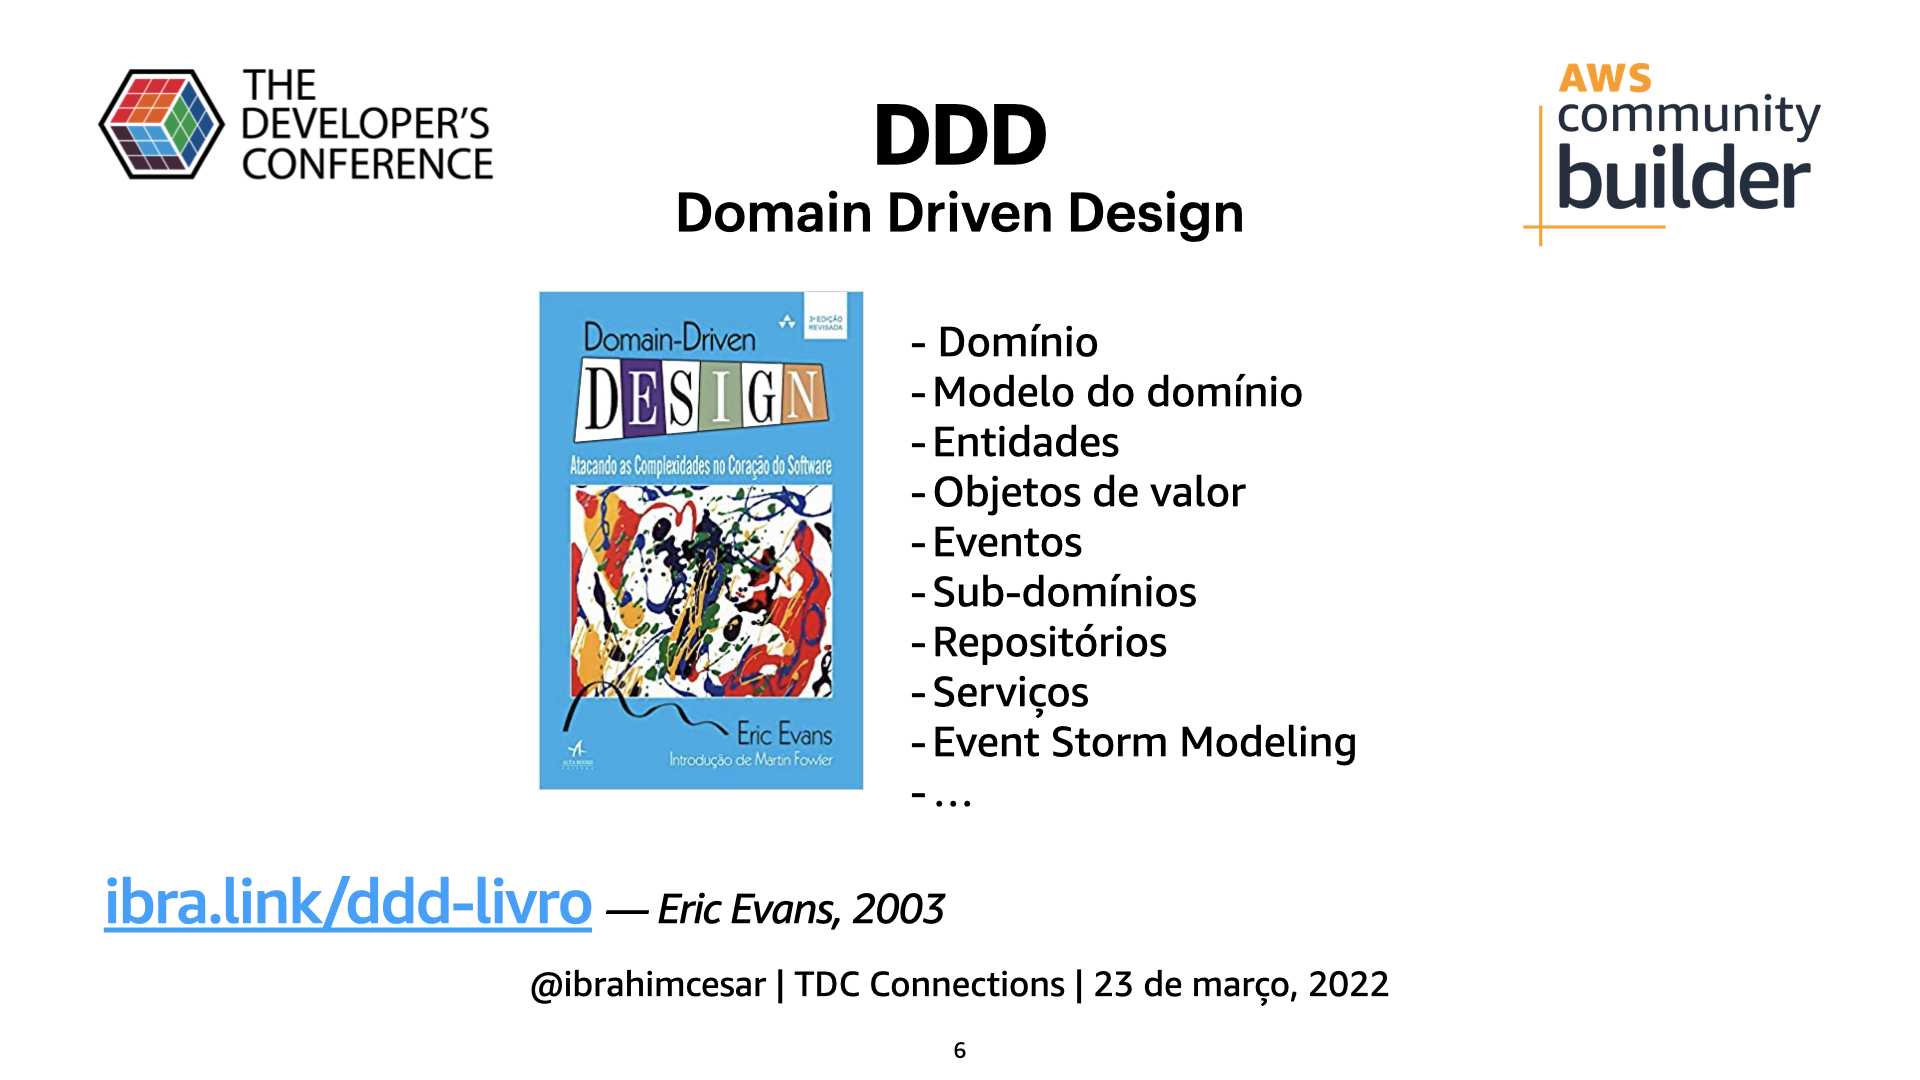 THE
DEVELOPER'S
CONFERENCE
DDD
Domain Driven Design
AWS
community
builder
3ª EDIÇÃO
REVISADA
Domain-Driven
DESIGN
Atacando as Complexidades no Coração do Software
Eric Evans
Introdução de Martin Fowler
ALTA BOOKS
EDITORA
- Domínio
- Modelo do domínio
- Entidades
- Objetos de valor
- Eventos
- Sub-domínios
- Repositórios
- Serviços
- Event Storm Modeling
- ...
ibra.link/ddd-livro — Eric Evans, 2003
@ibrahimcesar | TDC Connections | 23 de março, 2022
6